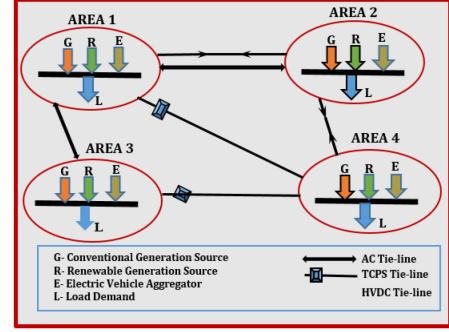 AREA 1
G R E
L
AREA 2
G R E
L
AREA 3
G R E
L
AREA 4
G R E
L
G- Conventional Generation Source
R- Renewable Generation Source
E- Electric Vehicle Aggregator
L- Load Demand
AC Tie-line
TCPS Tie-line
HVDC Tie-line